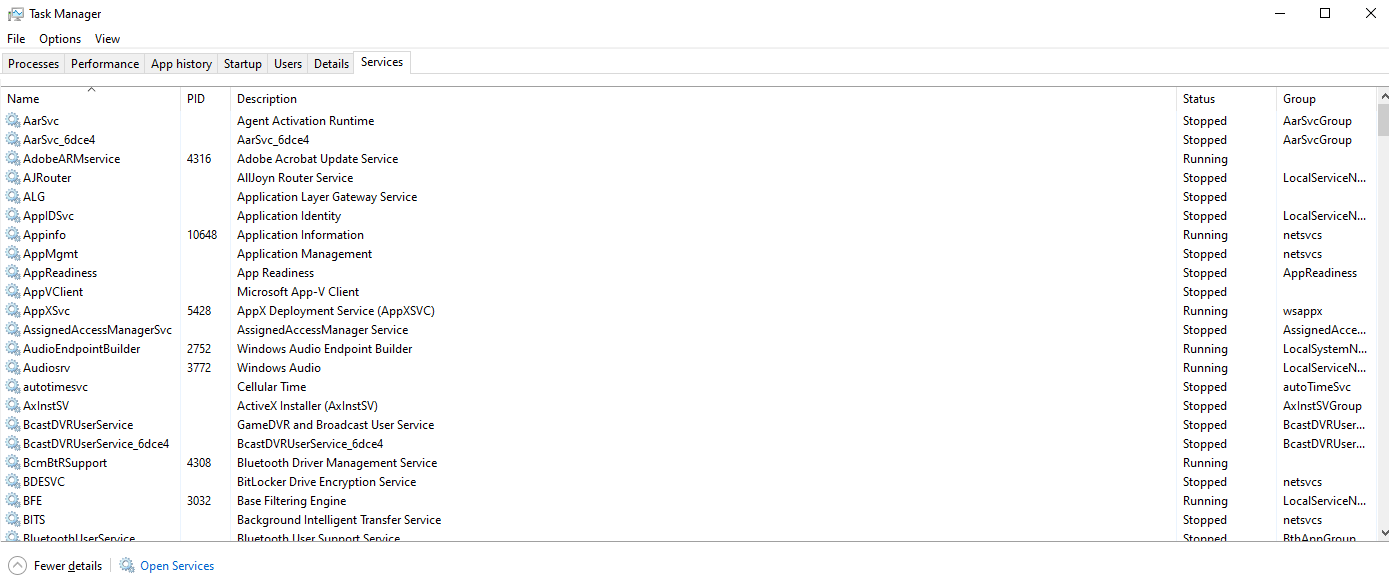 Task Manager
File Options View
Processes Performance App history Startup Users Details Services
Name PID Description Status Group
AarSvc Agent Activation Runtime Stopped AarSvcGroup
AarSvc_6dce4 AarSvc_6dce4 Stopped AarSvcGroup
AdobeARMservice 4316 Adobe Acrobat Update Service Running
AJRouter AllJoyn Router Service Stopped LocalServiceN...
ALG Application Layer Gateway Service Stopped
AppIDSvc Application Identity Stopped LocalServiceN...
Appinfo 10648 Application Information Running netsvcs
AppMgmt Application Management Stopped netsvcs
AppReadiness App Readiness Stopped AppReadiness
AppVClient Microsoft App-V Client Stopped
AppXSvc 5428 AppX Deployment Service (AppXSVC) Running wsappx
AssignedAccessManagerSvc AssignedAccessManager Service Stopped AssignedAcce...
AudioEndpointBuilder 2752 Windows Audio Endpoint Builder Running LocalSystemN...
Audiosrv 3772 Windows Audio Running LocalServiceN...
autotimesvc Cellular Time Stopped autoTimeSvc
AxInstSV ActiveX Installer (AxInstSV) Stopped AxInstSVGroup
BcastDVRUserService GameDVR and Broadcast User Service Stopped BcastDVRUser...
BcastDVRUserService_6dce4 BcastDVRUserService_6dce4 Stopped BcastDVRUser...
BcmBtRSupport 4308 Bluetooth Driver Management Service Running
BDESVC BitLocker Drive Encryption Service Stopped netsvcs
BFE 3032 Base Filtering Engine Running LocalServiceN...
BITS Background Intelligent Transfer Service Stopped netsvcs
BluetoothUserService Bluetooth User Support Service Stopped BthAppGroup
Fewer details Open Services